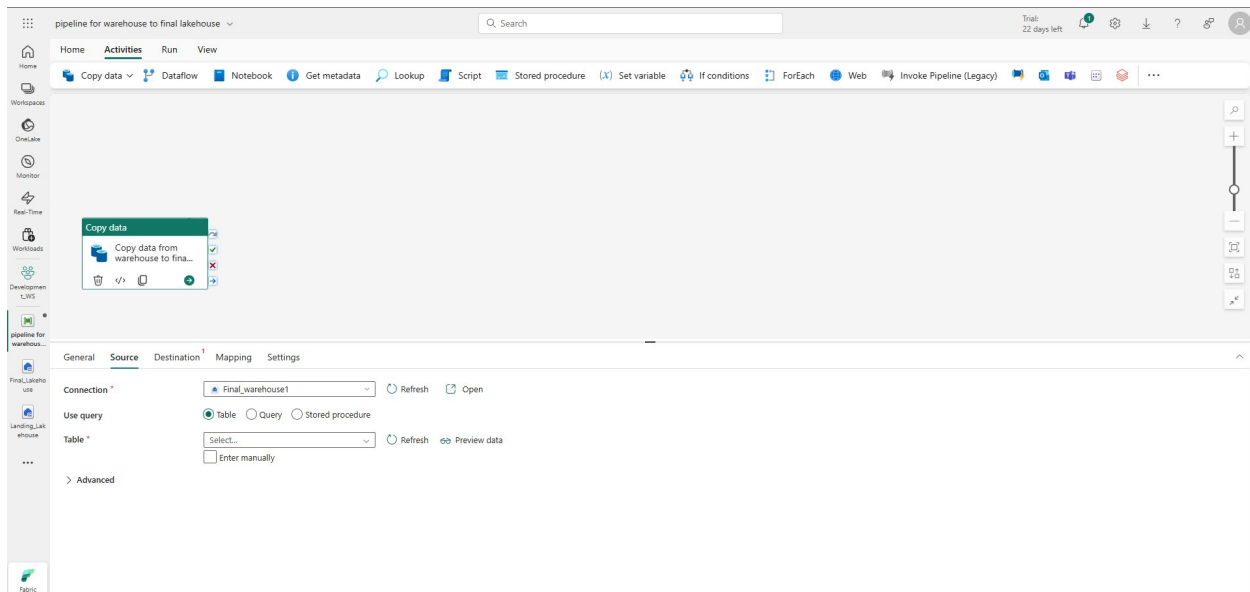 pipeline for warehouse to final lakehouse
Search
Trial:
22 days left
1
?
Home Activities Run View
Copy data Dataflow Notebook Get metadata Lookup Script Stored procedure (x) Set variable If conditions ForEach Web Invoke Pipeline (Legacy) ...
Home
Workspaces
OneLake
Monitor
Real-Time
Workloads
Developmen
t_WS
pipeline for
warehous...
Final_Lakeho
use
Landing_Lak
ehouse
...
Fabric
Copy data
Copy data from
warehouse to fina...
General Source Destination 1 Mapping Settings
Connection * Final_warehouse1 Refresh Open
Use query Table Query Stored procedure
Table * Select... Refresh Preview data
Enter manually
Advanced